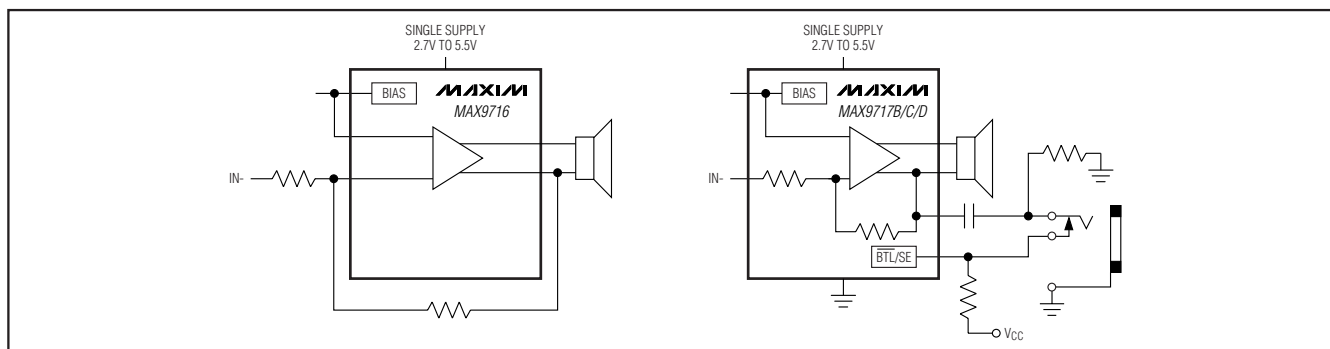 SINGLE SUPPLY
2.7V TO 5.5V
BIAS
MAXIM
MAX9716
IN-
SINGLE SUPPLY
2.7V TO 5.5V
BIAS
MAXIM
MAX9717B/C/D
IN-
BTL/SE
VCC